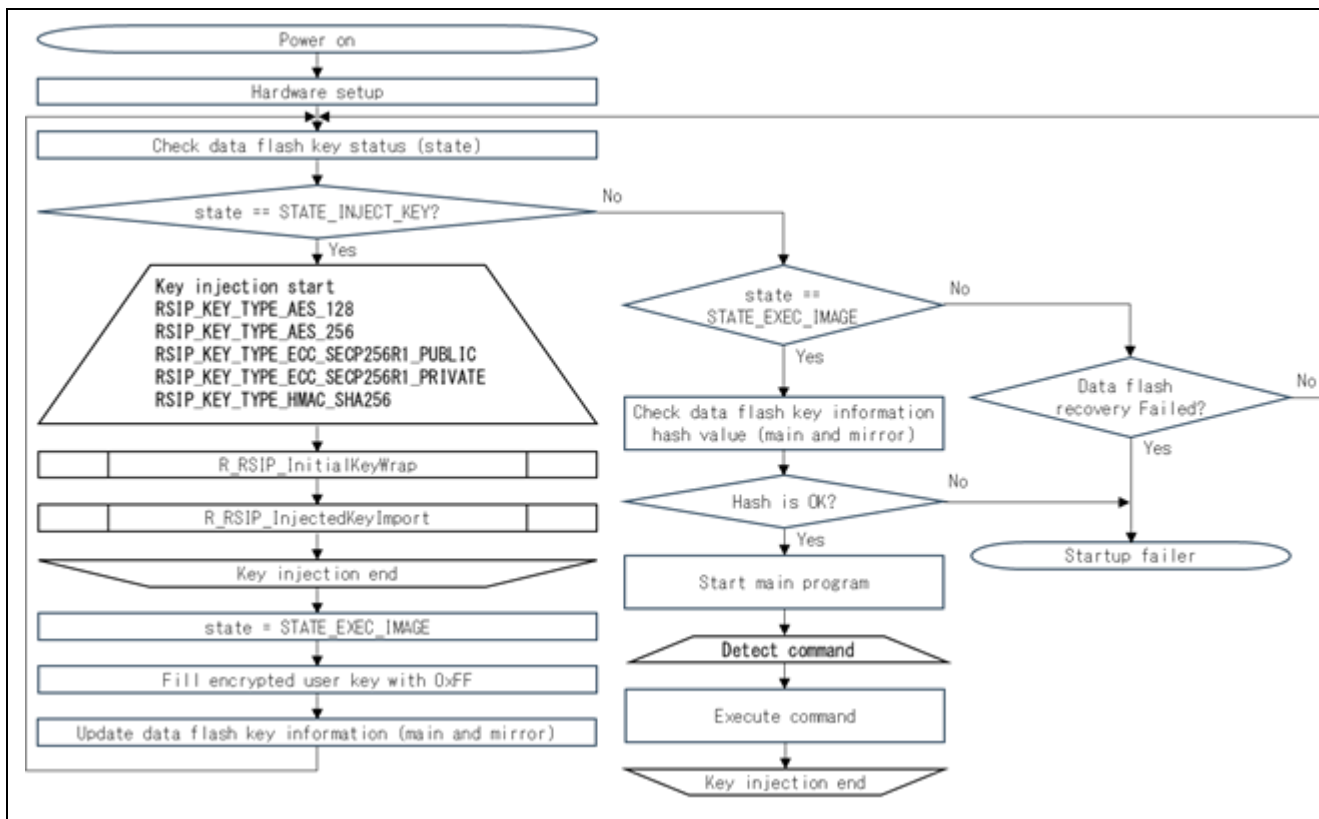 Power on
Hardware setup
Check data flash key status (state)
state == STATE_INJECT_KEY?
No
Yes
Key injection start
RSIP_KEY_TYPE_AES_128
RSIP_KEY_TYPE_AES_256
RSIP_KEY_TYPE_ECC_SECP256R1_PUBLIC
RSIP_KEY_TYPE_ECC_SECP256R1_PRIVATE
RSIP_KEY_TYPE_HMAC_SHA256
R_RSIP_InitialKeyWrap
R_RSIP_InjectedKeyImport
Key injection end
state = STATE_EXEC_IMAGE
Fill encrypted user key with 0xFF
Update data flash key information (main and mirror)
state ==
STATE_EXEC_IMAGE
No
Yes
Check data flash key information
hash value (main and mirror)
Hash is OK?
No
Yes
Start main program
Detect command
Execute command
Key injection end
Data flash
recovery Failed?
No
Yes
Startup failer